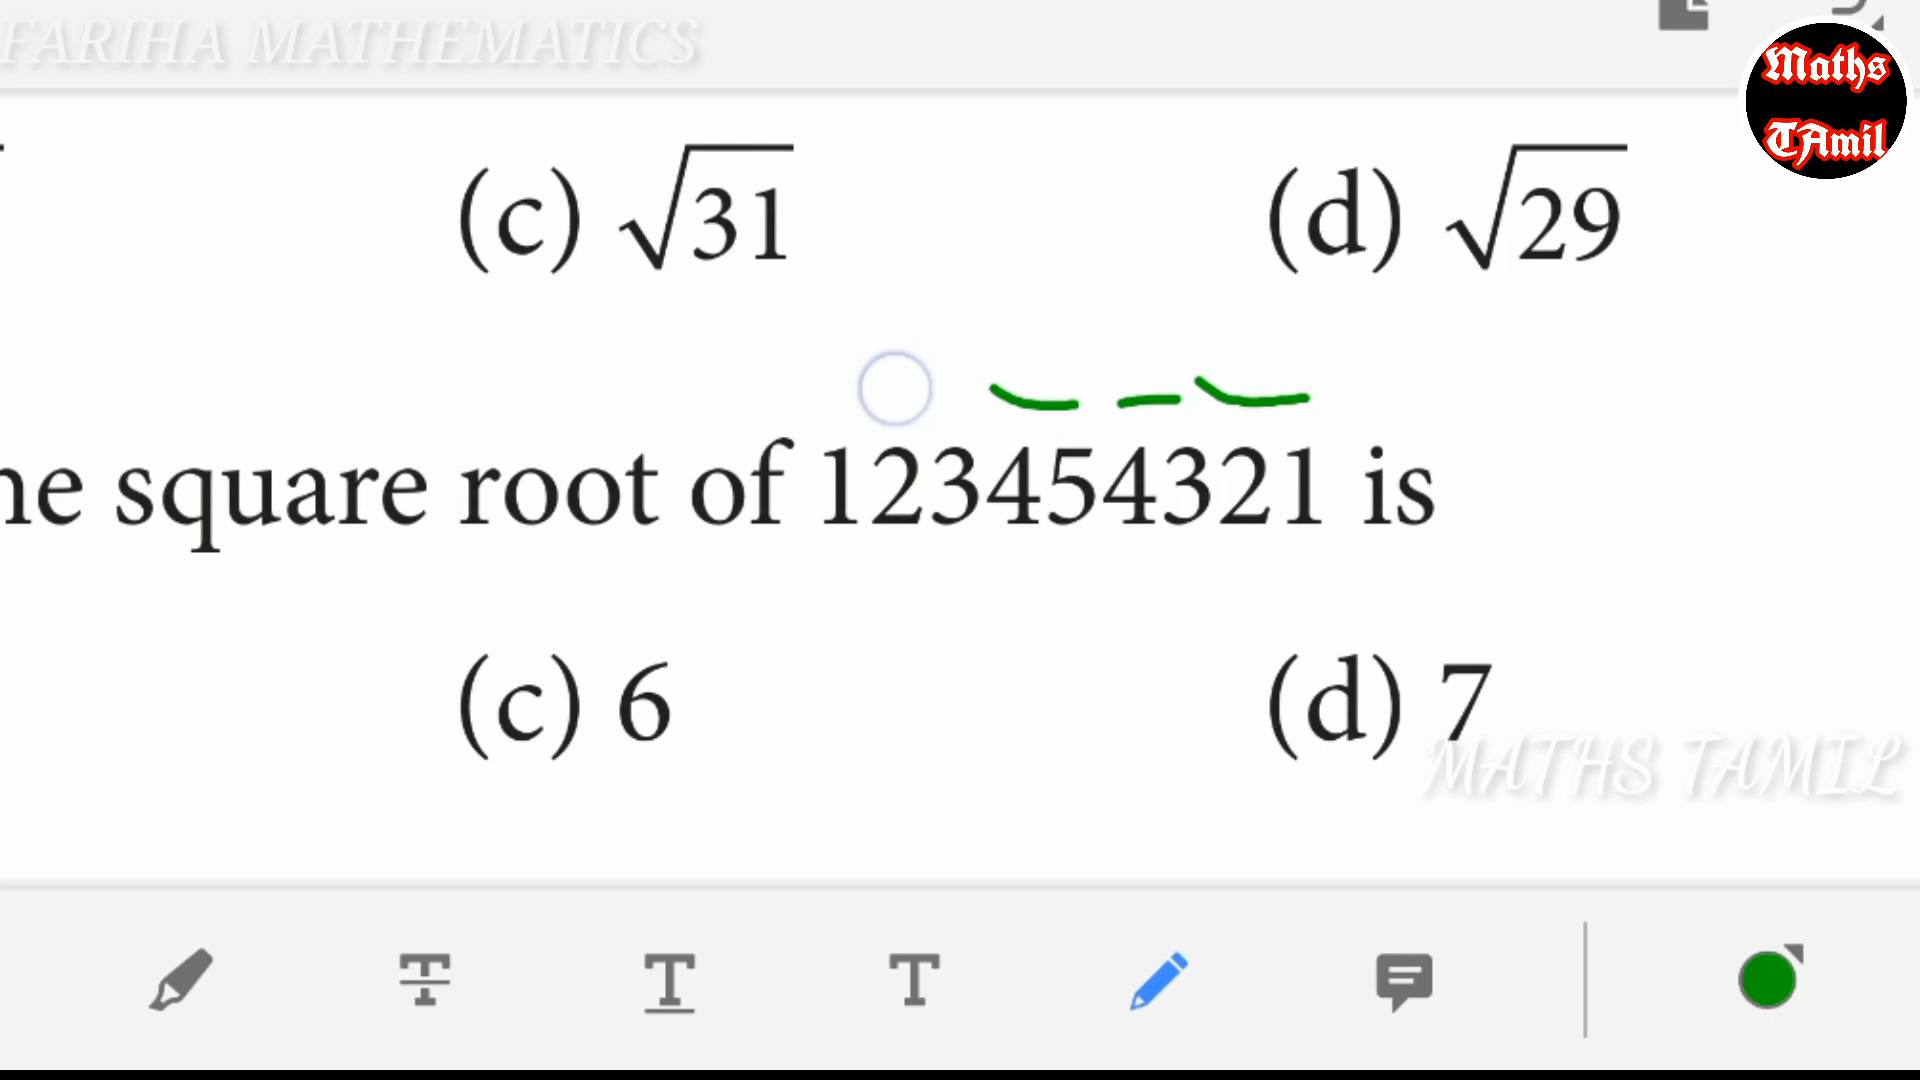 FARIHA MATHEMATICS
Maths
TAmil
(c) √31 (d) √29
he square root of 123454321 is
(c) 6 (d) 7
MATHS TAMIL
T T T